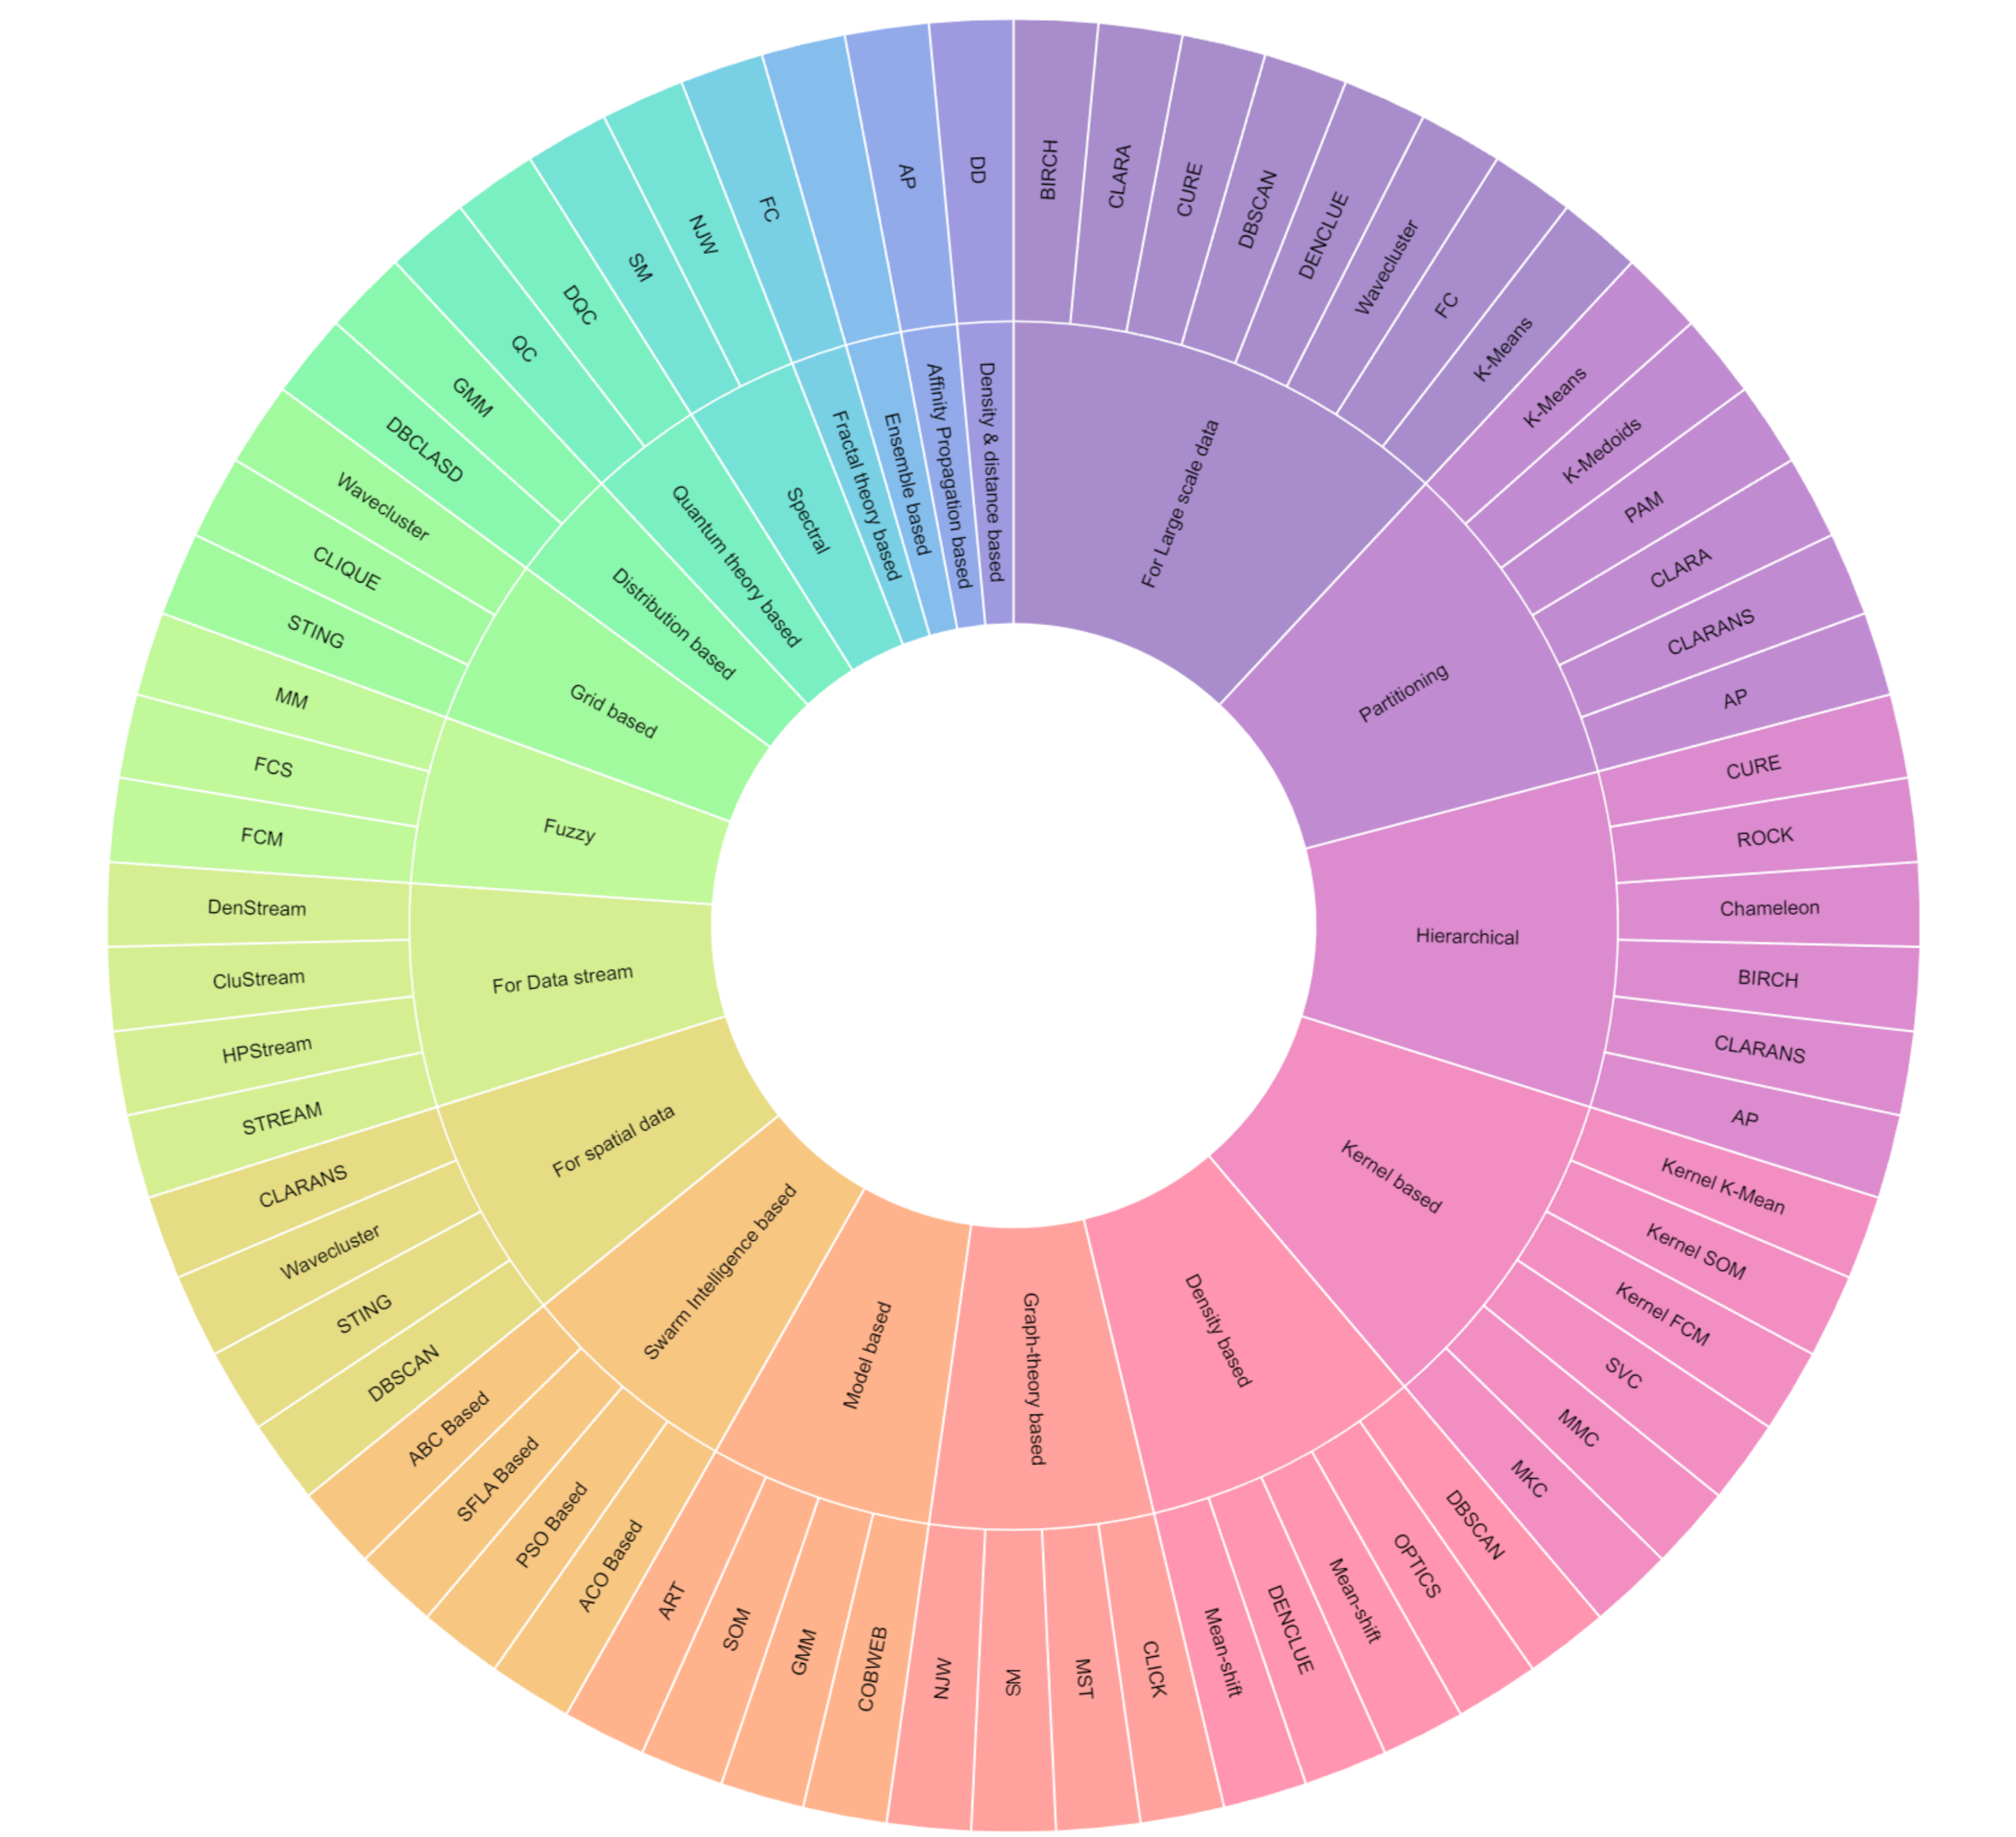 For Large scale data
BIRCH
CLARA
CURE
DBSCAN
DENCLUE
Wavecluster
FC
K-Means
Partitioning
K-Means
K-Medoids
PAM
CLARA
CLARANS
AP
Hierarchical
CURE
ROCK
Chameleon
BIRCH
CLARANS
AP
Kernel based
Kernel K-Mean
Kernel SOM
Kernel FCM
SVC
MMC
MKC
Density based
DBSCAN
OPTICS
Mean-shift
DENCLUE
Mean-shift
Graph-theory based
CLICK
MST
SM
NJW
Model based
COBWEB
GMM
SOM
ART
Swarm Intelligence based
ACO Based
PSO Based
SFLA Based
ABC Based
For spatial data
DBSCAN
STING
Wavecluster
CLARANS
For Data stream
STREAM
HPStream
CluStream
DenStream
Fuzzy
FCM
FCS
MM
Grid based
STING
CLIQUE
Wavecluster
Distribution based
DBCLASD
GMM
Quantum theory based
QC
DQC
Spectral
SM
NJW
Fractal theory based
FC
Ensemble based
Affinity Propagation based
AP
Density & distance based
DD